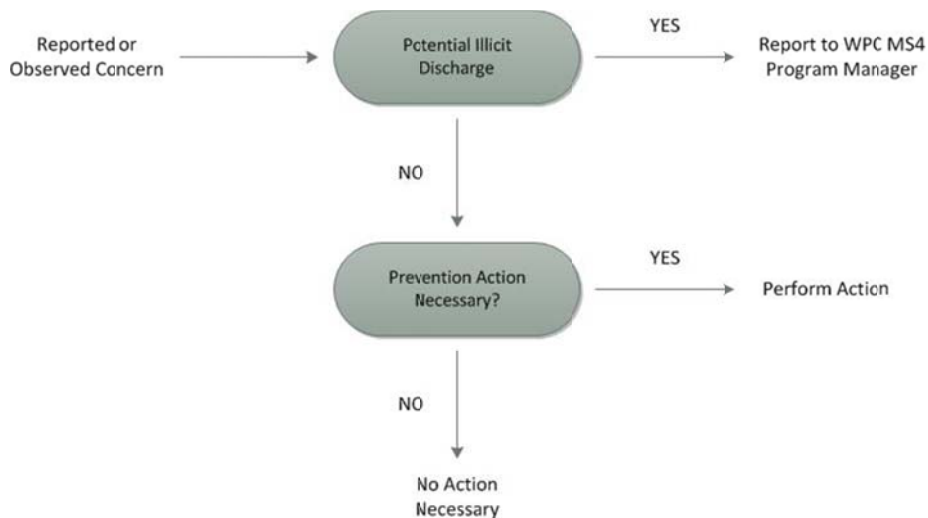 Reported or
Observed Concern
Potential Illicit
Discharge
YES
Report to WPC MS4
Program Manager
NO
Prevention Action
Necessary?
YES
Perform Action
NO
No Action
Necessary